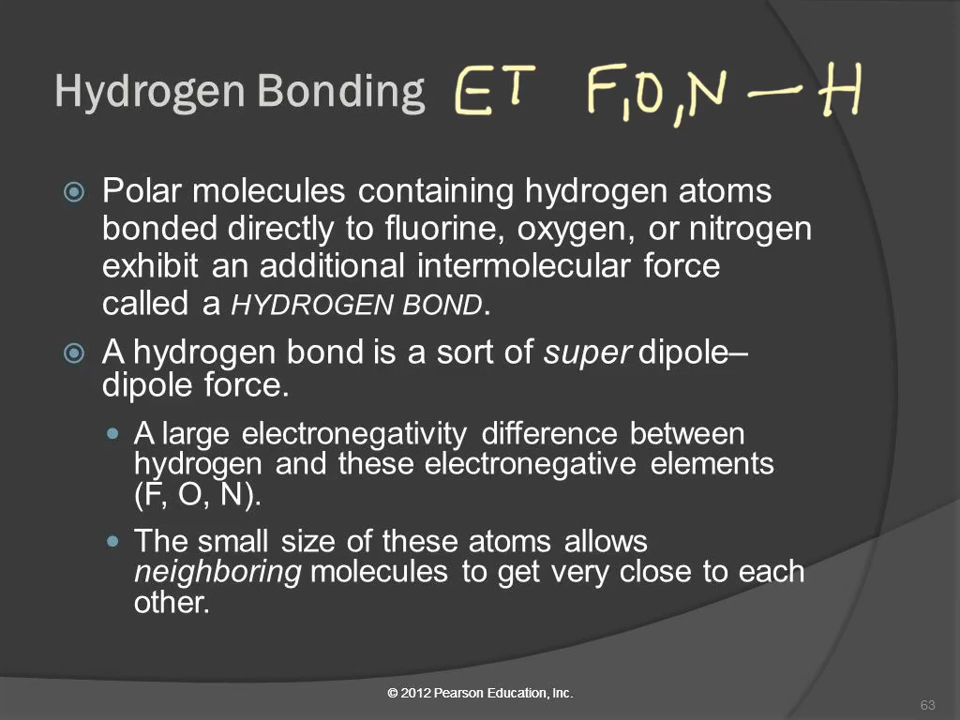 Hydrogen Bonding ET F,O,N — H
Polar molecules containing hydrogen atoms
bonded directly to fluorine, oxygen, or nitrogen
exhibit an additional intermolecular force
called a HYDROGEN BOND.
A hydrogen bond is a sort of super dipole–
dipole force.
A large electronegativity difference between
hydrogen and these electronegative elements
(F, O, N).
The small size of these atoms allows
neighboring molecules to get very close to each
other.
© 2012 Pearson Education, Inc.
63